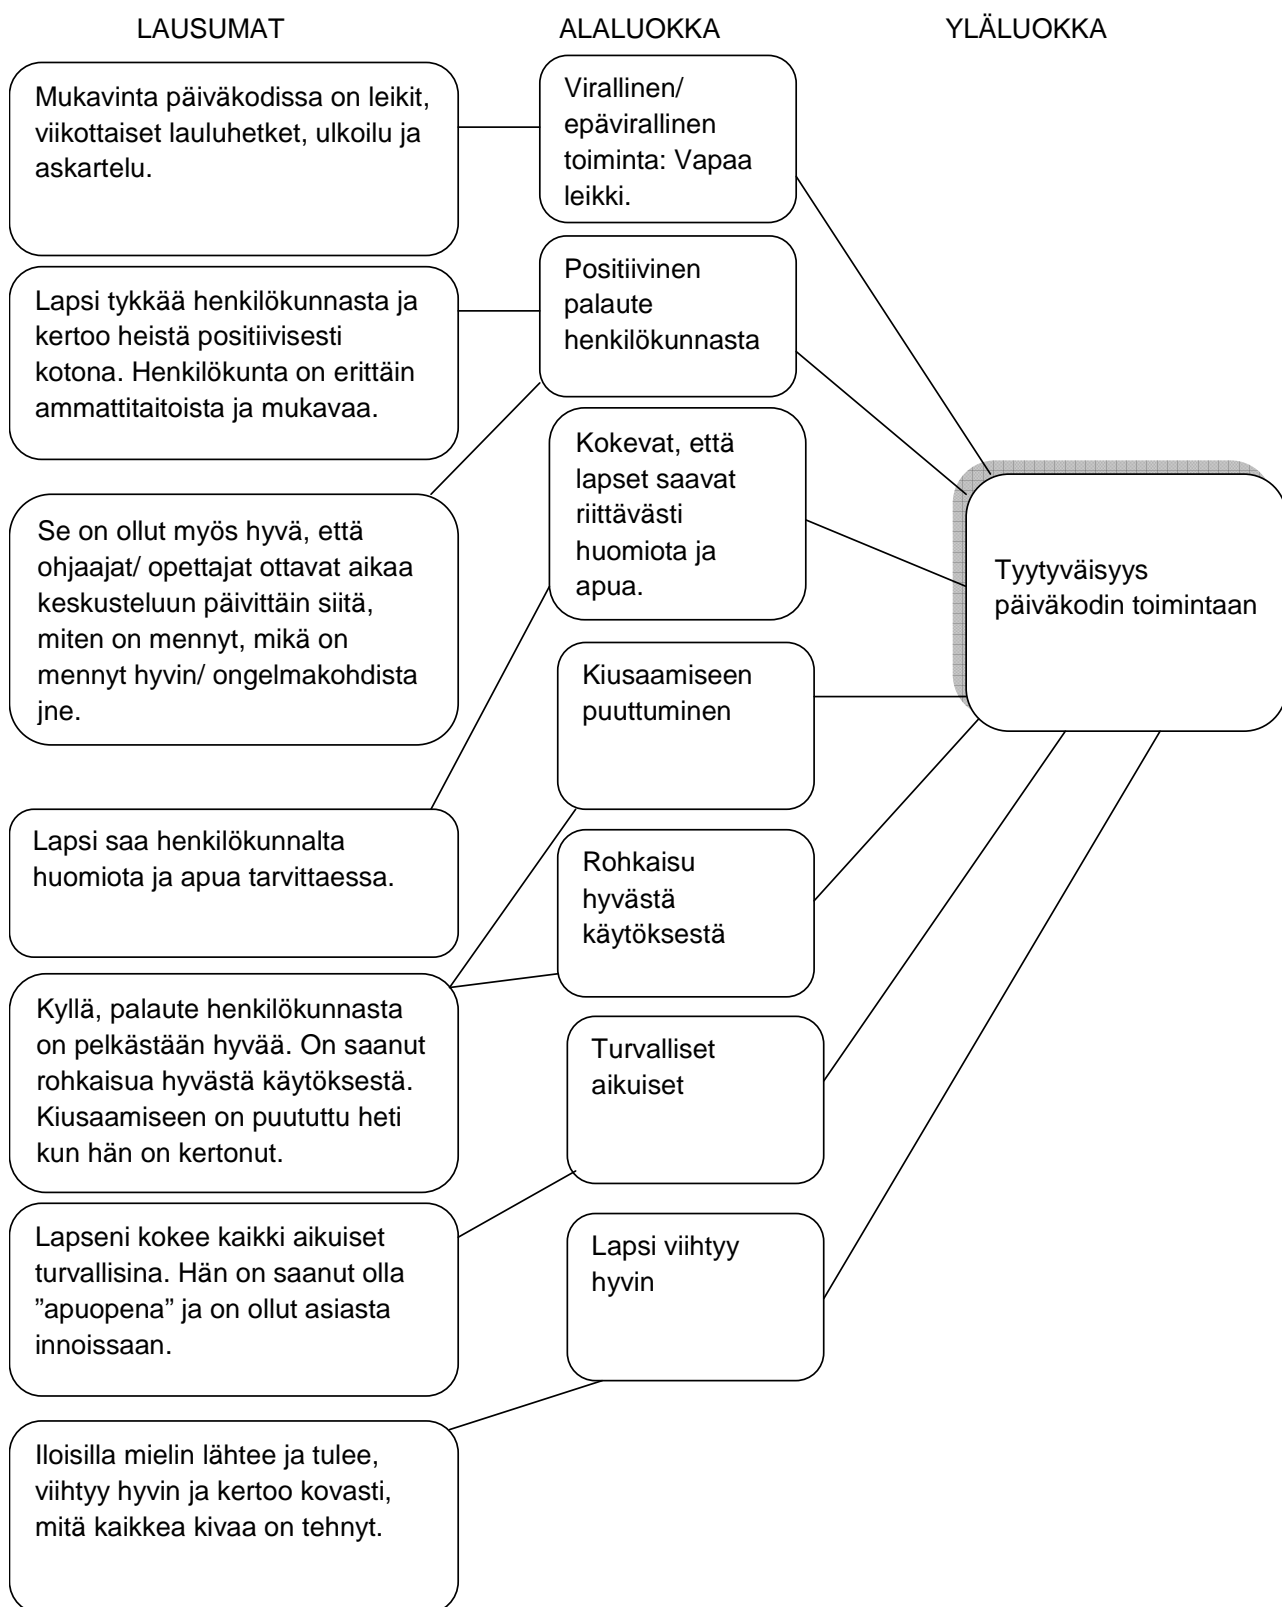 LAUSUMAT
ALALUOKKA
YLÄLUOKKA
Mukavinta päiväkodissa on leikit,
viikottaiset lauluhetket, ulkoilu ja
askartelu.
Lapsi tykkää henkilökunnasta ja
kertoo heistä positiivisesti
kotona. Henkilökunta on erittäin
ammattitaitoista ja mukavaa.
Se on ollut myös hyvä, että
ohjaajat/ opettajat ottavat aikaa
keskusteluun päivittäin siitä,
miten on mennyt, mikä on
mennyt hyvin/ ongelmakohdista
jne.
Lapsi saa henkilökunnalta
huomiota ja apua tarvittaessa.
Kyllä, palaute henkilökunnasta
on pelkästään hyvää. On saanut
rohkaisua hyvästä käytöksestä.
Kiusaamiseen on puututtu heti
kun hän on kertonut.
Lapseni kokee kaikki aikuiset
turvallisina. Hän on saanut olla
”apuopena” ja on ollut asiasta
innoissaan.
Iloisilla mielin lähtee ja tulee,
viihtyy hyvin ja kertoo kovasti,
mitä kaikkea kivaa on tehnyt.
Virallinen/
epävirallinen
toiminta: Vapaa
leikki.
Positiivinen
palaute
henkilökunnasta
Kokevat, että
lapset saavat
riittävästi
huomiota ja
apua.
Kiusaamiseen
puuttuminen
Rohkaisu
hyvästä
käytöksestä
Turvalliset
aikuiset
Lapsi viihtyy
hyvin
Tyytyväisyys
päiväkodin toimintaan